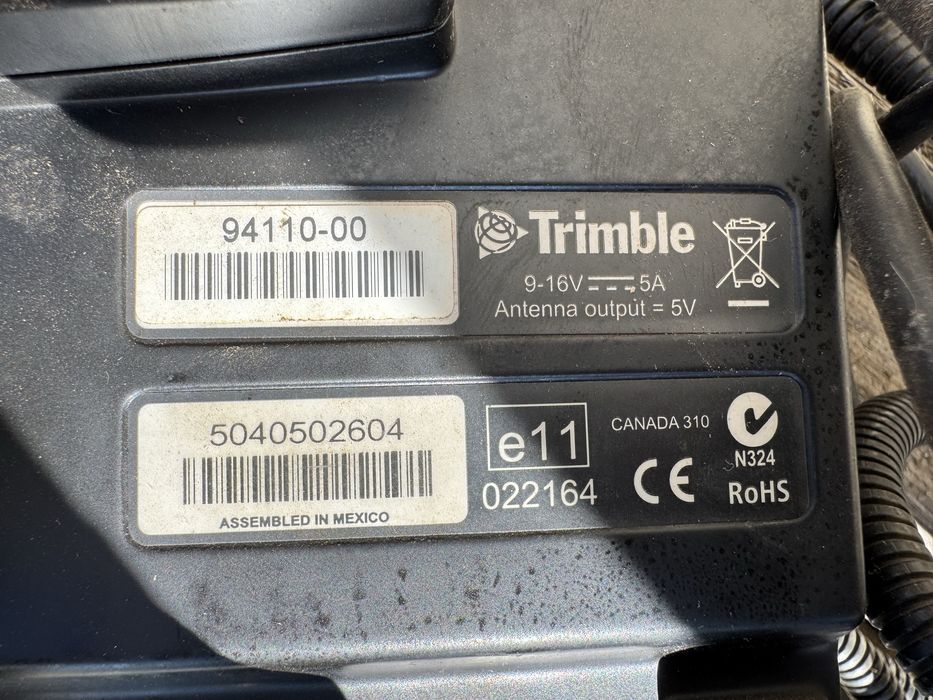 94110-00
Trimble
9-16V ⎓ 5A
Antenna output = 5V
5040502604
ASSEMBLED IN MEXICO
e11
022164
CANADA 310
CE
N324
RoHS